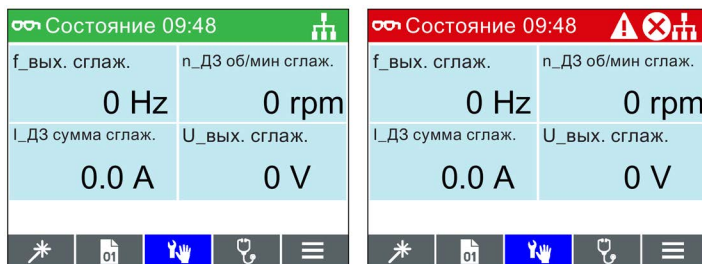 Состояние 09:48
f_вых. сглаж.
n_ДЗ об/мин сглаж.
0 Hz
0 rpm
I_ДЗ сумма сглаж.
U_вых. сглаж.
0.0 A
0 V
01
Состояние 09:48
f_вых. сглаж.
n_ДЗ об/мин сглаж.
0 Hz
0 rpm
I_ДЗ сумма сглаж.
U_вых. сглаж.
0.0 A
0 V
01